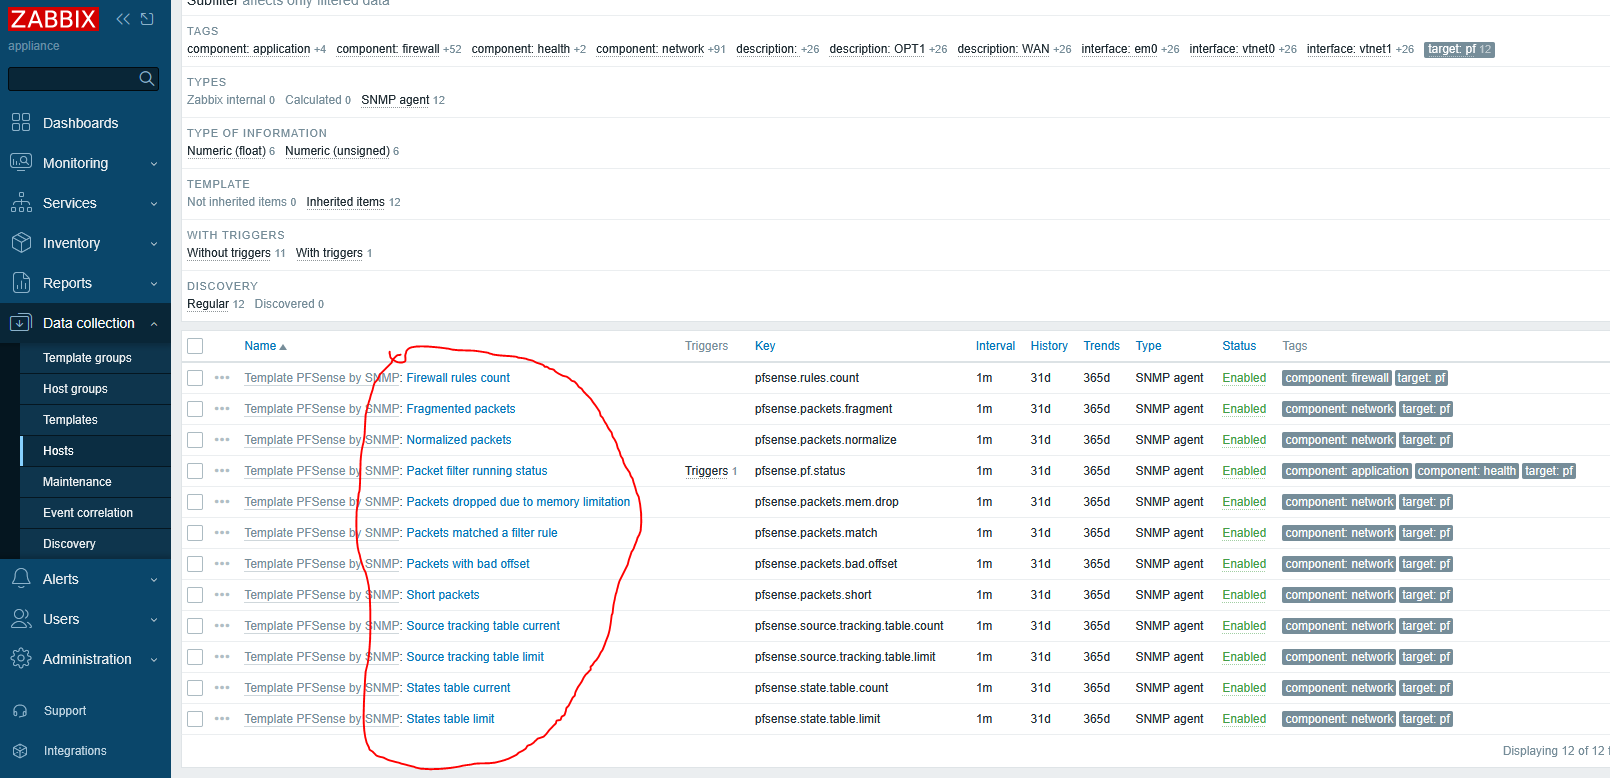 ZABBIX
appliance
Dashboards
Monitoring
Services
Inventory
Reports
Data collection
Template groups
Host groups
Templates
Hosts
Maintenance
Event correlation
Discovery
Alerts
Users
Administration
Support
Integrations
Subfilter affects only filtered data
TAGS
component: application +4 component: firewall +52 component: health +2 component: network +91 description: +26 description: OPT1 +26 description: WAN +26 interface: em0 +26 interface: vtnet0 +26 interface: vtnet1 +26 target: pf 12
TYPES
Zabbix internal 0 Calculated 0 SNMP agent 12
TYPE OF INFORMATION
Numeric (float) 6 Numeric (unsigned) 6
TEMPLATE
Not inherited items 0 Inherited items 12
WITH TRIGGERS
Without triggers 11 With triggers 1
DISCOVERY
Regular 12 Discovered 0
Name Triggers Key Interval History Trends Type Status Tags
Template PFSense by SNMP: Firewall rules count pfsense.rules.count 1m 31d 365d SNMP agent Enabled component: firewall target: pf
Template PFSense by SNMP: Fragmented packets pfsense.packets.fragment 1m 31d 365d SNMP agent Enabled component: network target: pf
Template PFSense by SNMP: Normalized packets pfsense.packets.normalize 1m 31d 365d SNMP agent Enabled component: network target: pf
Template PFSense by SNMP: Packet filter running status Triggers 1 pfsense.pf.status 1m 31d 365d SNMP agent Enabled component: application component: health target: pf
Template PFSense by SNMP: Packets dropped due to memory limitation pfsense.packets.mem.drop 1m 31d 365d SNMP agent Enabled component: network target: pf
Template PFSense by SNMP: Packets matched a filter rule pfsense.packets.match 1m 31d 365d SNMP agent Enabled component: network target: pf
Template PFSense by SNMP: Packets with bad offset pfsense.packets.bad.offset 1m 31d 365d SNMP agent Enabled component: network target: pf
Template PFSense by SNMP: Short packets pfsense.packets.short 1m 31d 365d SNMP agent Enabled component: network target: pf
Template PFSense by SNMP: Source tracking table current pfsense.source.tracking.table.count 1m 31d 365d SNMP agent Enabled component: network target: pf
Template PFSense by SNMP: Source tracking table limit pfsense.source.tracking.table.limit 1m 31d 365d SNMP agent Enabled component: network target: pf
Template PFSense by SNMP: States table current pfsense.state.table.count 1m 31d 365d SNMP agent Enabled component: network target: pf
Template PFSense by SNMP: States table limit pfsense.state.table.limit 1m 31d 365d SNMP agent Enabled component: network target: pf
Displaying 12 of 12